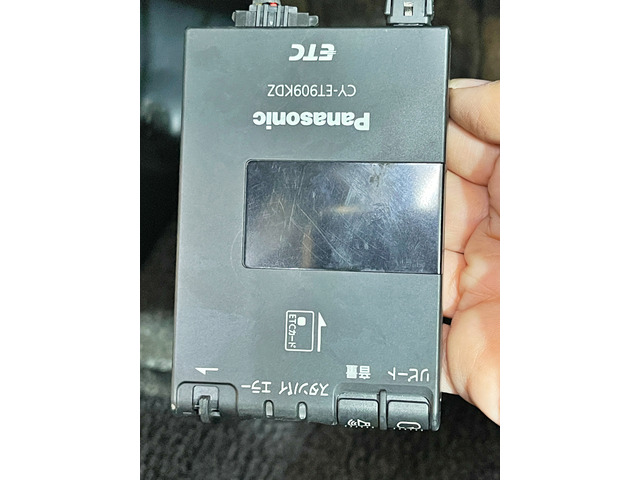 リピート 音量 スタンバイ エラー
ETCカード
Panasonic
CY-ET909KDZ
ETC